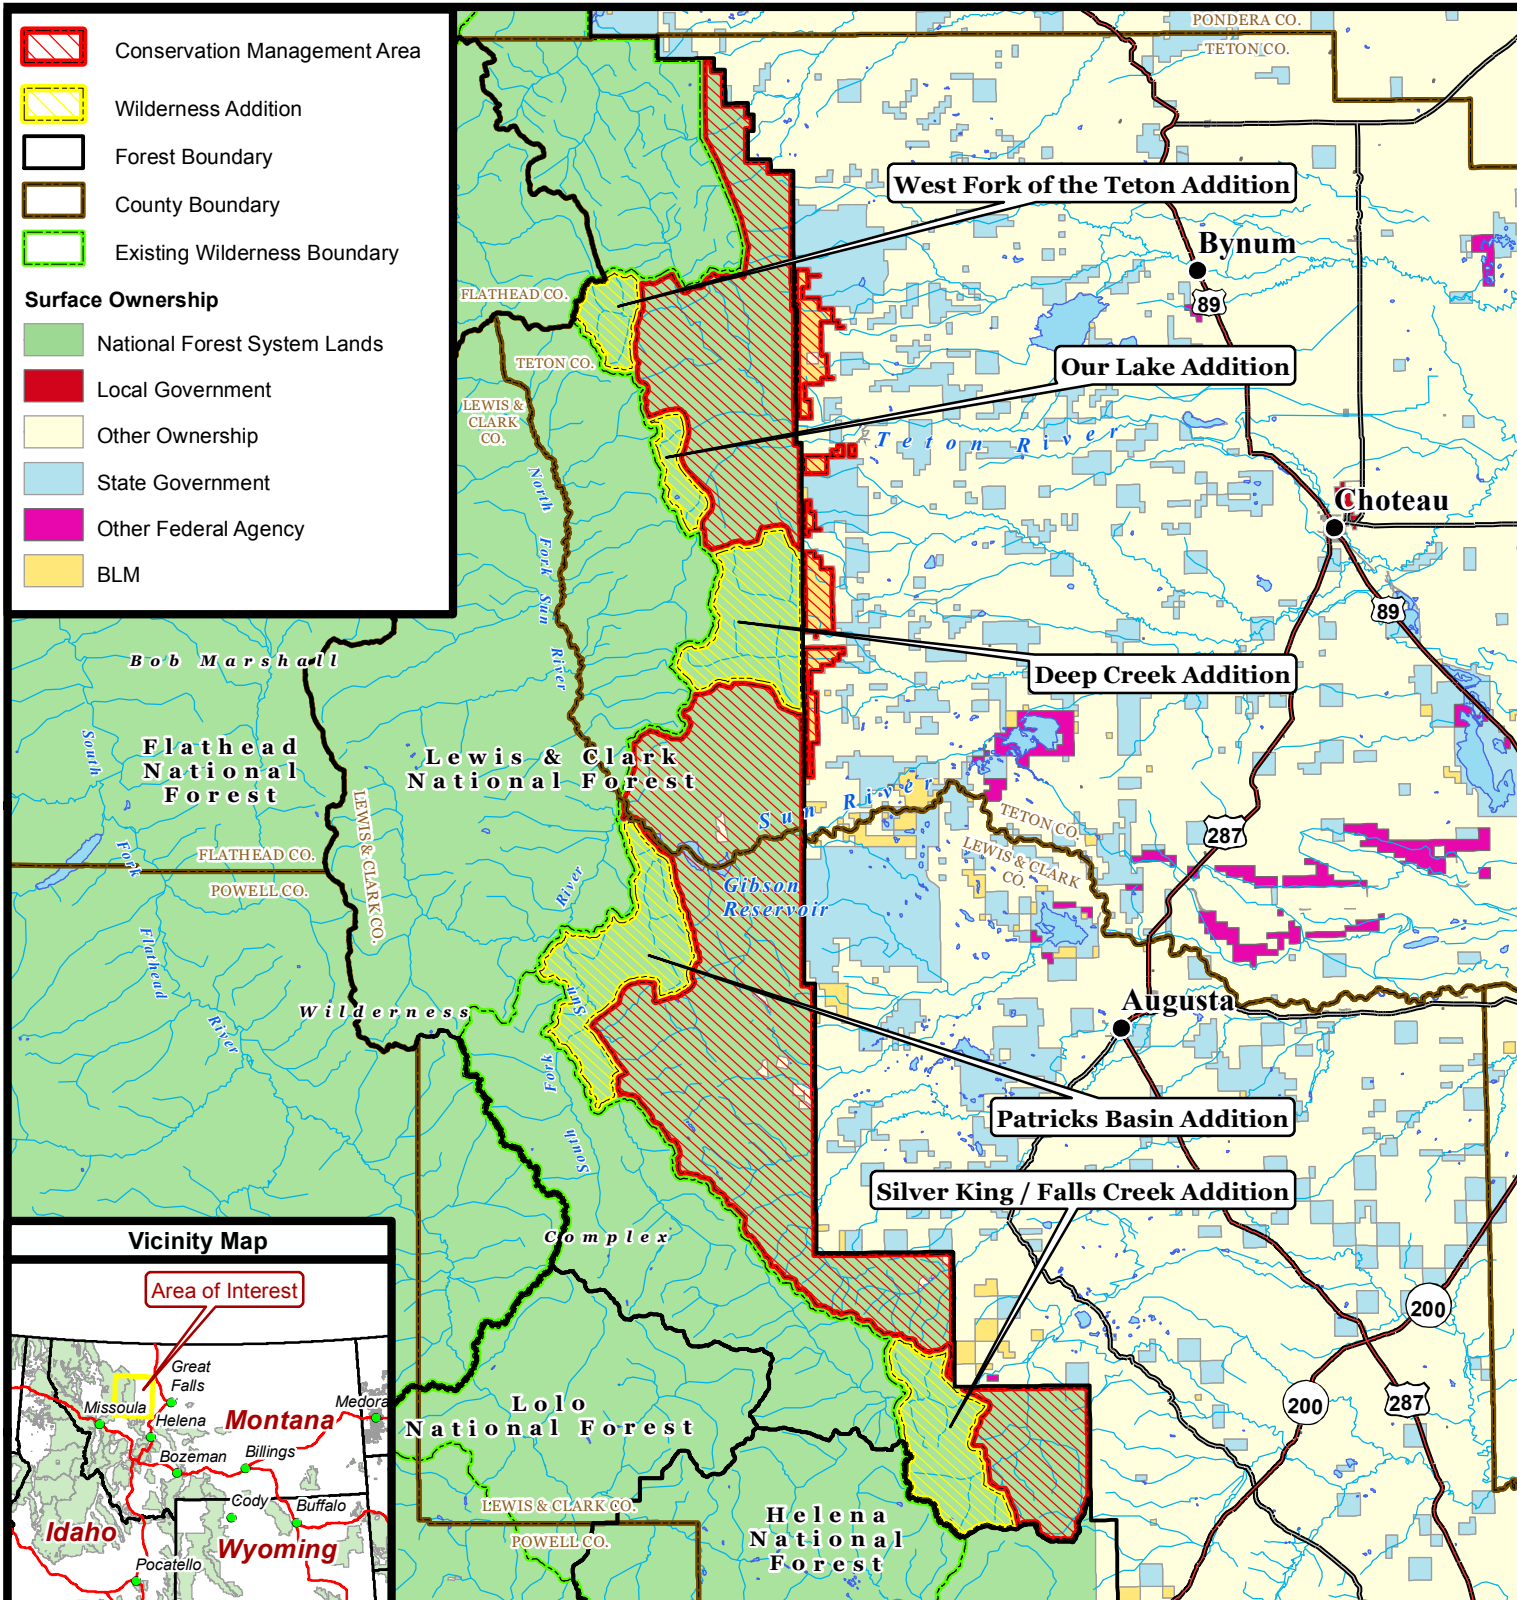 Conservation Management Area
Wilderness Addition
Forest Boundary
County Boundary
Existing Wilderness Boundary
Surface Ownership
National Forest System Lands
Local Government
Other Ownership
State Government
Other Federal Agency
BLM
PONDERA CO.
TETON CO.
West Fork of the Teton Addition
Bynum
89
FLATHEAD CO.
TETON CO.
Our Lake Addition
LEWIS &
CLARK
CO.
Teton River
North Fork Sun River
Choteau
89
Bob Marshall
Deep Creek Addition
Flathead
National
Forest
Lewis & Clark
National Forest
South Fork Flathead River
LEWIS & CLARK CO.
Sun River
TETON CO.
LEWIS & CLARK
CO.
287
FLATHEAD CO.
POWELL CO.
Gibson
Reservoir
River
Sun
Fork
South
Wilderness
Augusta
Patricks Basin Addition
Silver King / Falls Creek Addition
Complex
200
200
287
Lolo
National Forest
LEWIS & CLARK CO.
POWELL CO.
Helena
National
Forest
Vicinity Map
Area of Interest
Great
Falls
Missoula
Helena
Montana
Medora
Bozeman
Billings
Cody
Buffalo
Idaho
Wyoming
Pocatello